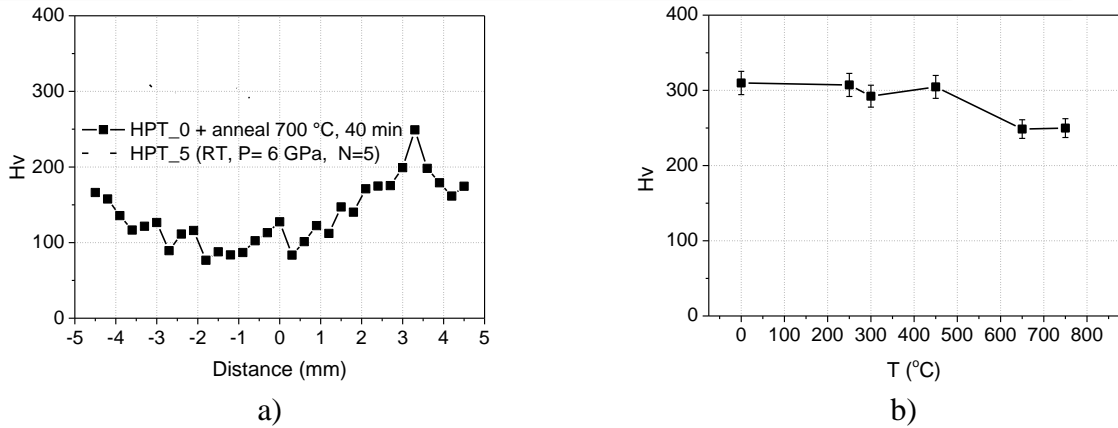 400
300
200
100
0
Hv
HPT_0 + anneal 700 °C, 40 min
HPT_5 (RT, P= 6 GPa, N=5)
-5 -4 -3 -2 -1 0 1 2 3 4 5
Distance (mm)
a)
400
300
200
100
0
Hv
0 100 200 300 400 500 600 700 800
T (°C)
b)